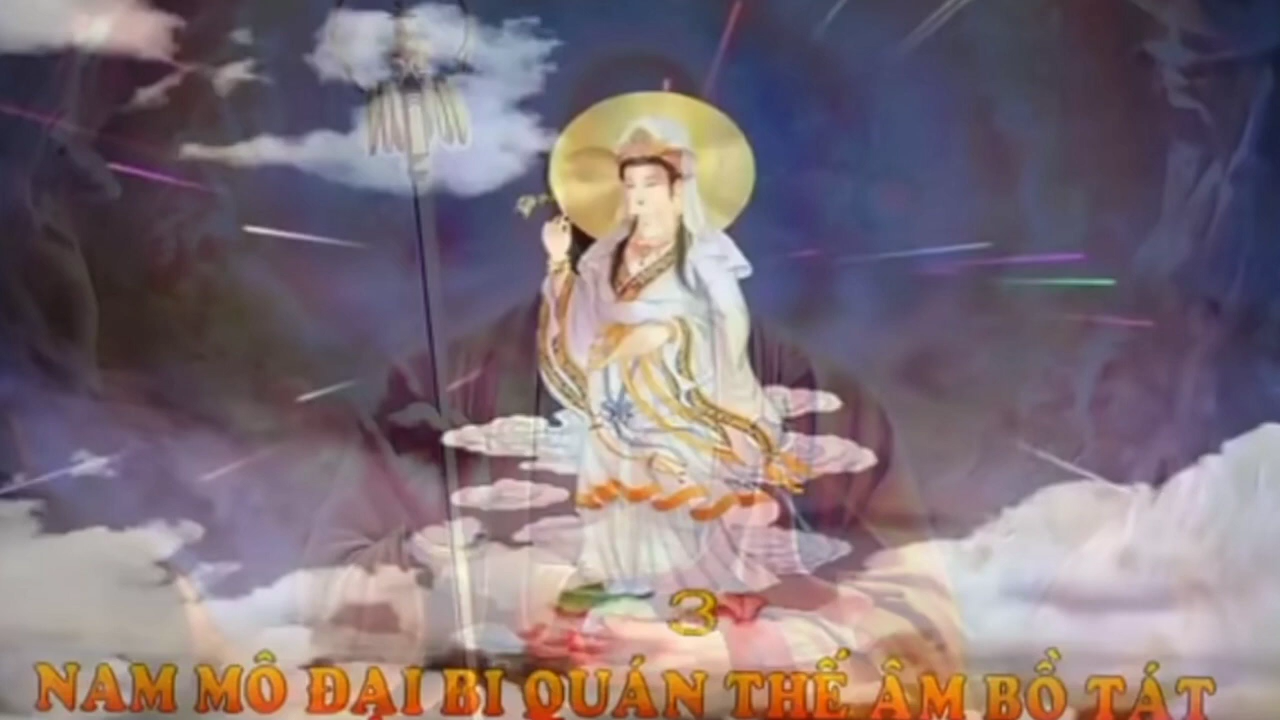 3
NAM MÔ ĐẠI BI QUÁN THẾ ÂM BỒ TÁT